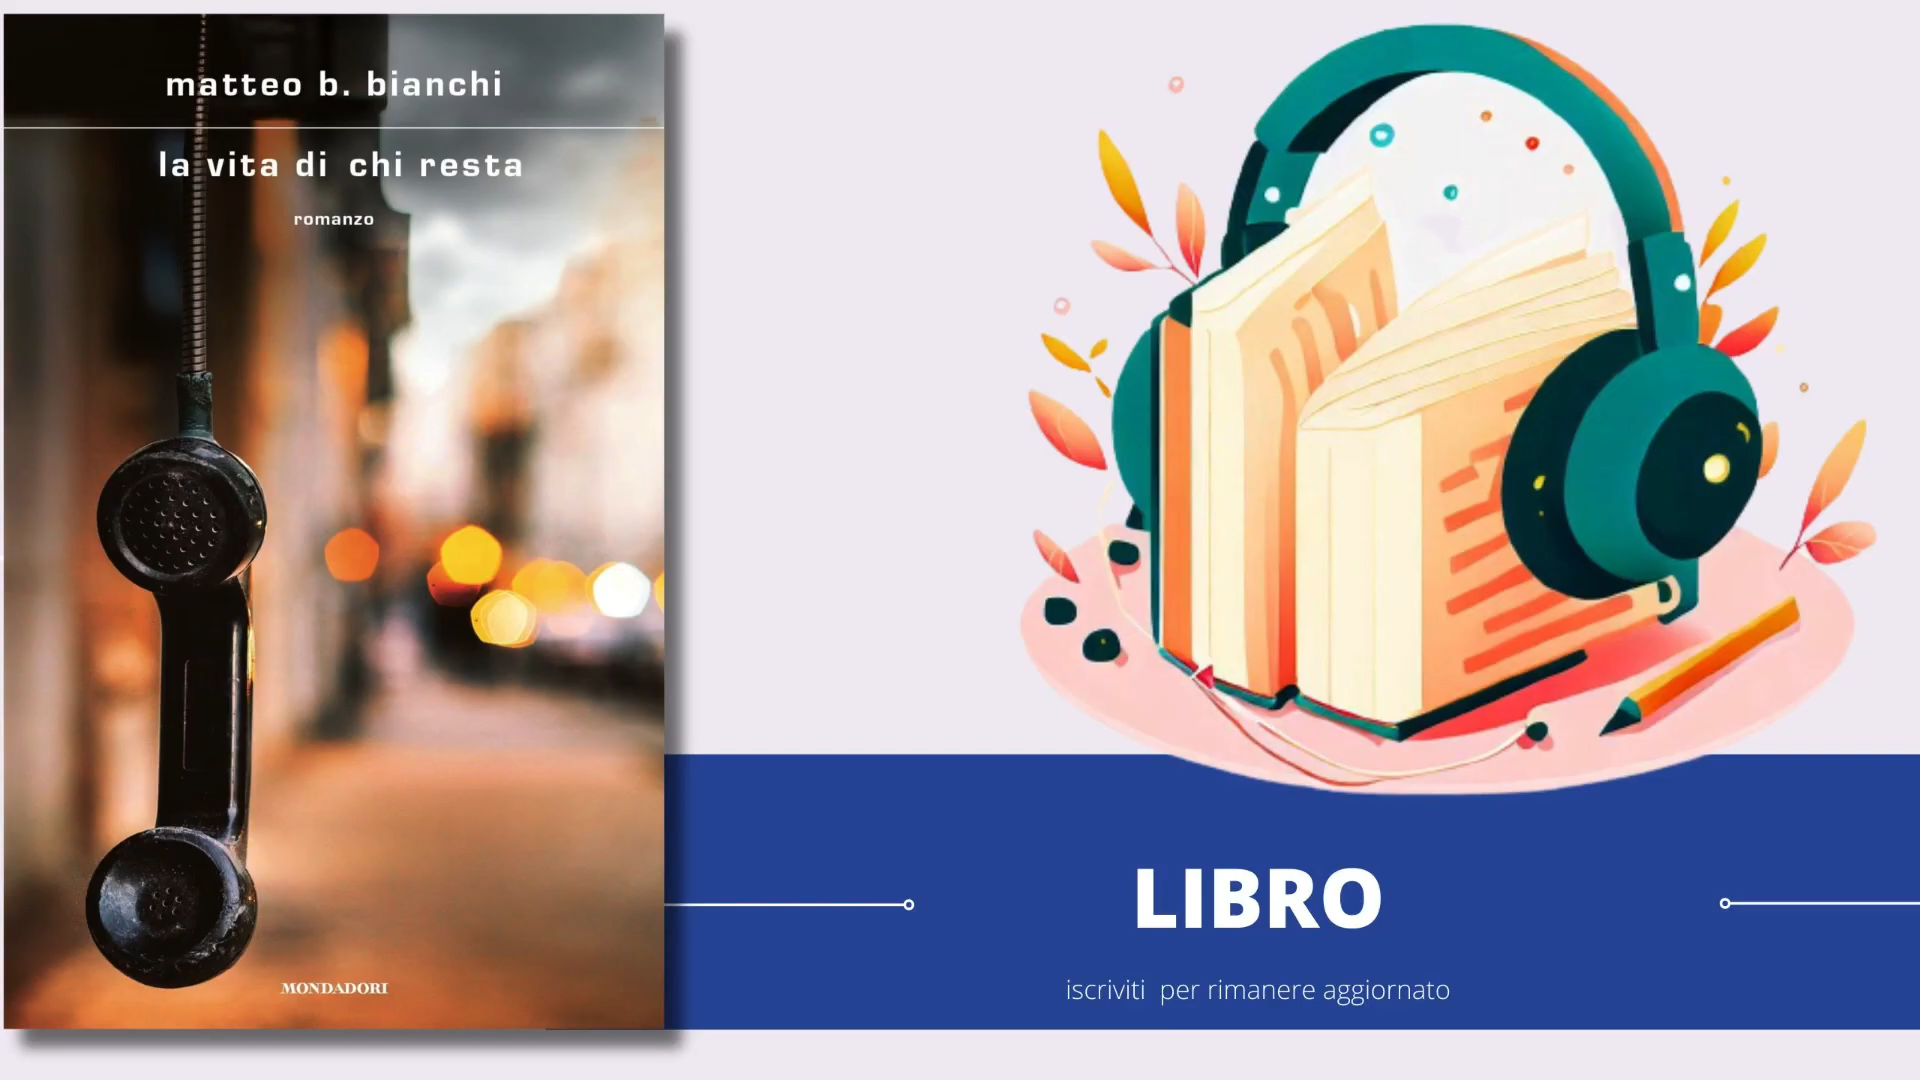 matteo b. bianchi
la vita di chi resta
romanzo
MONDADORI
LIBRO
iscriviti per rimanere aggiornato